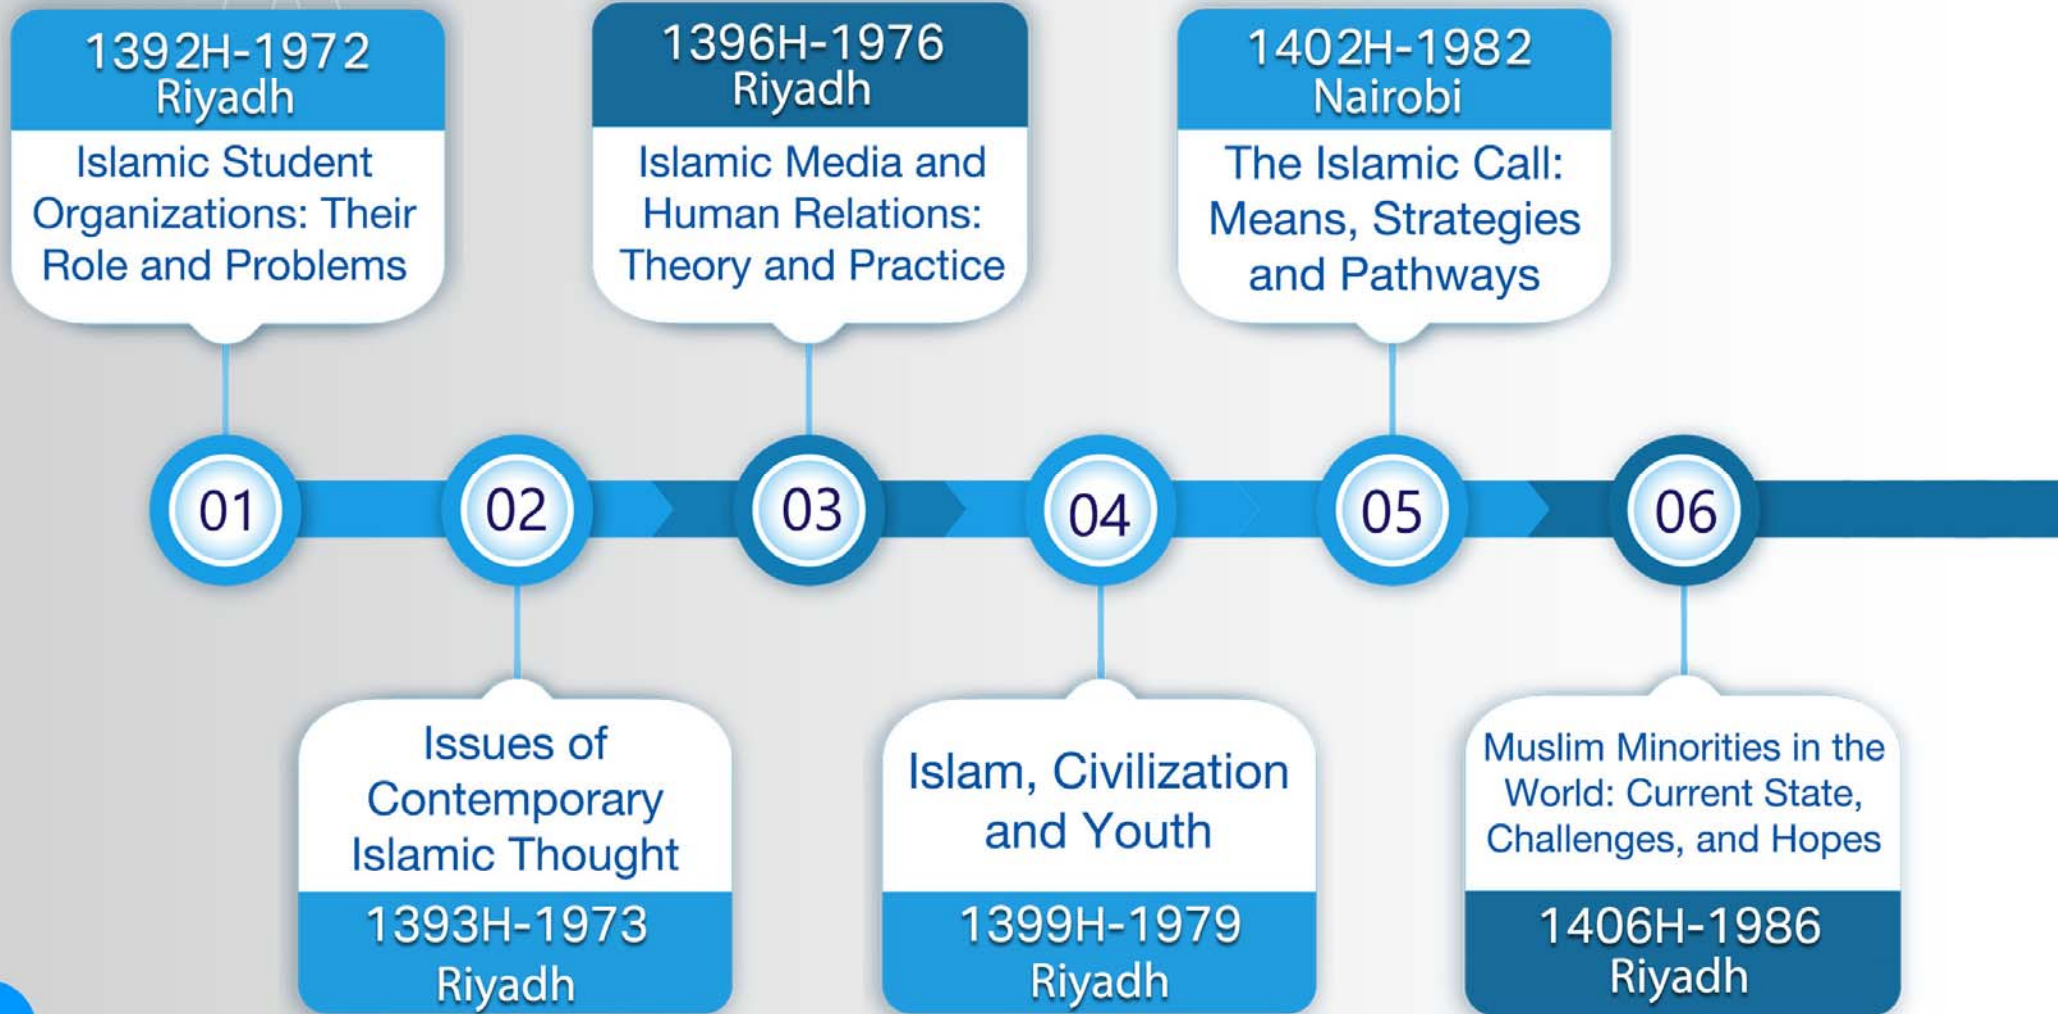 1392H-1972
Riyadh
Islamic Student
Organizations: Their
Role and Problems
1396H-1976
Riyadh
Islamic Media and
Human Relations:
Theory and Practice
1402H-1982
Nairobi
The Islamic Call:
Means, Strategies
and Pathways
01
02
03
04
05
06
Issues of
Contemporary
Islamic Thought
1393H-1973
Riyadh
Islam, Civilization
and Youth
1399H-1979
Riyadh
Muslim Minorities in the
World: Current State,
Challenges, and Hopes
1406H-1986
Riyadh